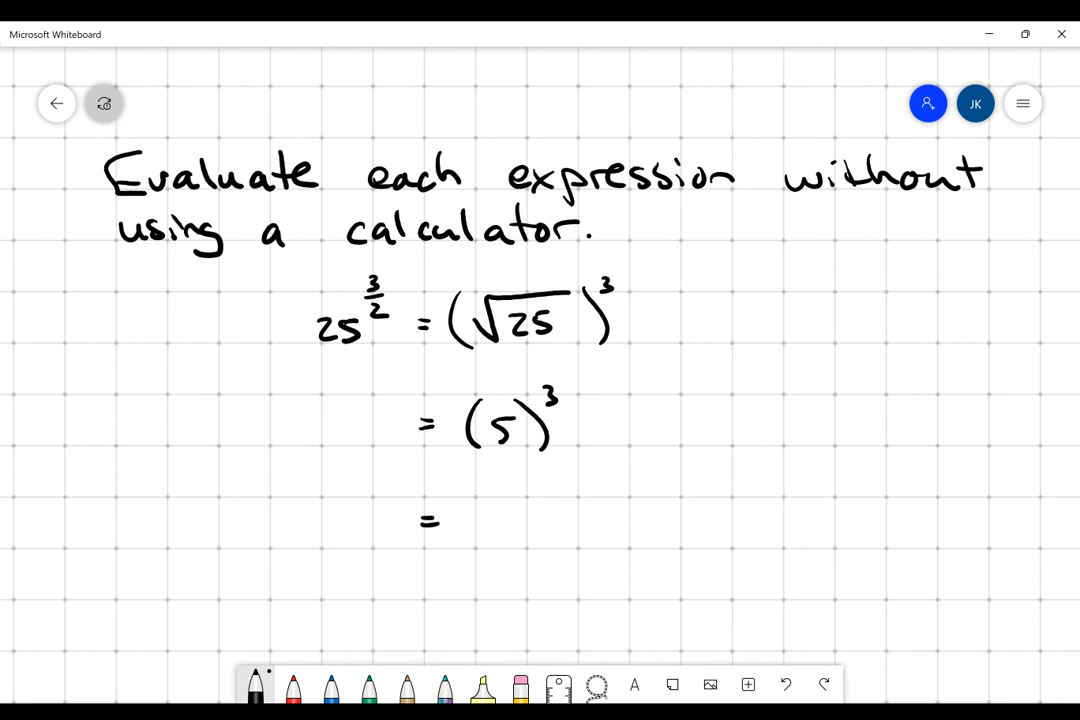 Microsoft Whiteboard
JK
Evaluate each expression without
using a calculator.
25^(3/2) = (√25)^3
= (5)^3
=
A